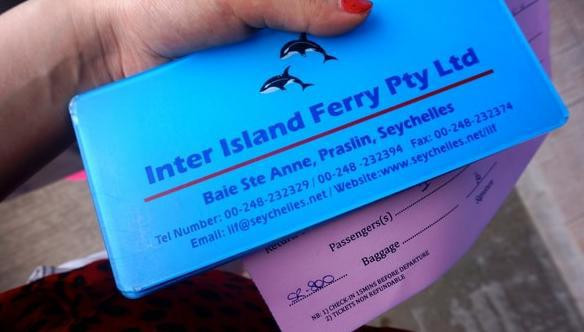 Inter Island Ferry Pty Ltd
Baie Ste Anne, Praslin, Seychelles
Tel Number: 00-248-232329 / 00-248 -232394 Fax: 00-248-232374
Email: iif@seychelles.net / Website:www.seychelles.net/iif
Passengers(s)
Signature
Baggage
NB: 1) CHECK-IN 15MINS BEFORE DEPARTURE
2) TICKETS NON REFUNDABLE